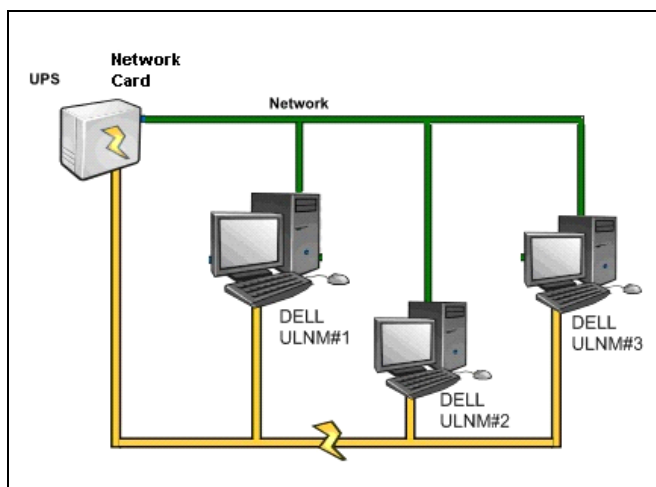 Network
Card
UPS
Network
DELL
ULNM#1
DELL
ULNM#2
DELL
ULNM#3